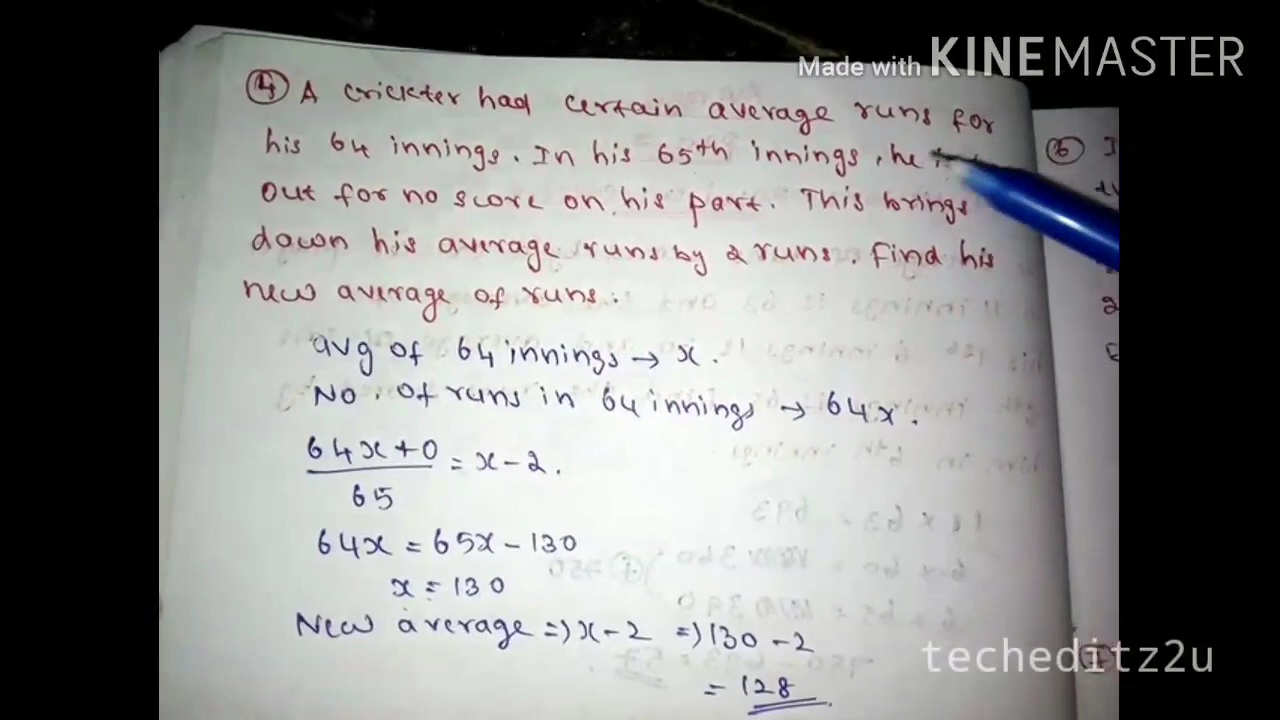 Made with KINEMASTER
④ A crickter had certain average runs for
his 64 innings. In his 65th innings, he
out for no score on his part. This brings
down his average runs by 2 runs. Find his
new average of runs.
avg of 64 innings → x.
No. of runs in 64 innings → 64x.
64x+0
65
= x-2.
64x = 65x - 130
x = 130
New average => x-2 => 130-2
= 128
techeditz2u
⑥ I